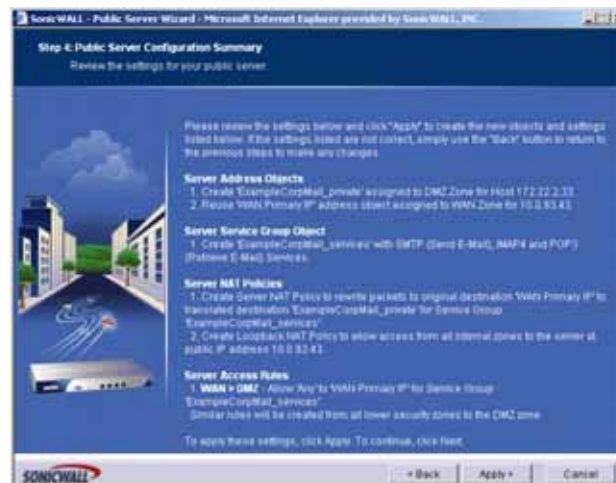 SonicWALL - Public Server Wizard - Microsoft Internet Explorer provided by SonicWALL, INC.
Step 4: Public Server Configuration Summary
Review the settings for your public server.
Please review the settings below and click "Apply" to create the new objects and settings
listed below. If the settings listed are not correct, simply use the "Back" button to return to
the previous steps to make any changes.
Server Address Objects
1. Create 'ExampleCorpMail_private' assigned to DMZ Zone for Host 172.22.2.33.
2. Reuse 'WAN Primary IP' address object assigned to WAN Zone for 10.0.93.43.
Server Service Group Object
1. Create 'ExampleCorpMail_services' with SMTP (Send E-Mail), IMAP4 and POP3
(Retrieve E-Mail) Services.
Server NAT Policies
1. Create Server NAT Policy to rewrite packets to original destination 'WAN Primary IP' to
translated destination 'ExampleCorpMail_private' for Service Group
'ExampleCorpMail_services'
2. Create Loopback NAT Policy to allow access from all internal zones to the server at
public IP address 10.0.93.43.
Server Access Rules
1. WAN > DMZ - Allow 'Any' to 'WAN Primary IP' for Service Group
'ExampleCorpMail_services'
Similar rules will be created from all lower security zones to the DMZ zone.
To apply these settings, click Apply. To continue, click Next.
SONICWALL
< Back
Apply >
Cancel